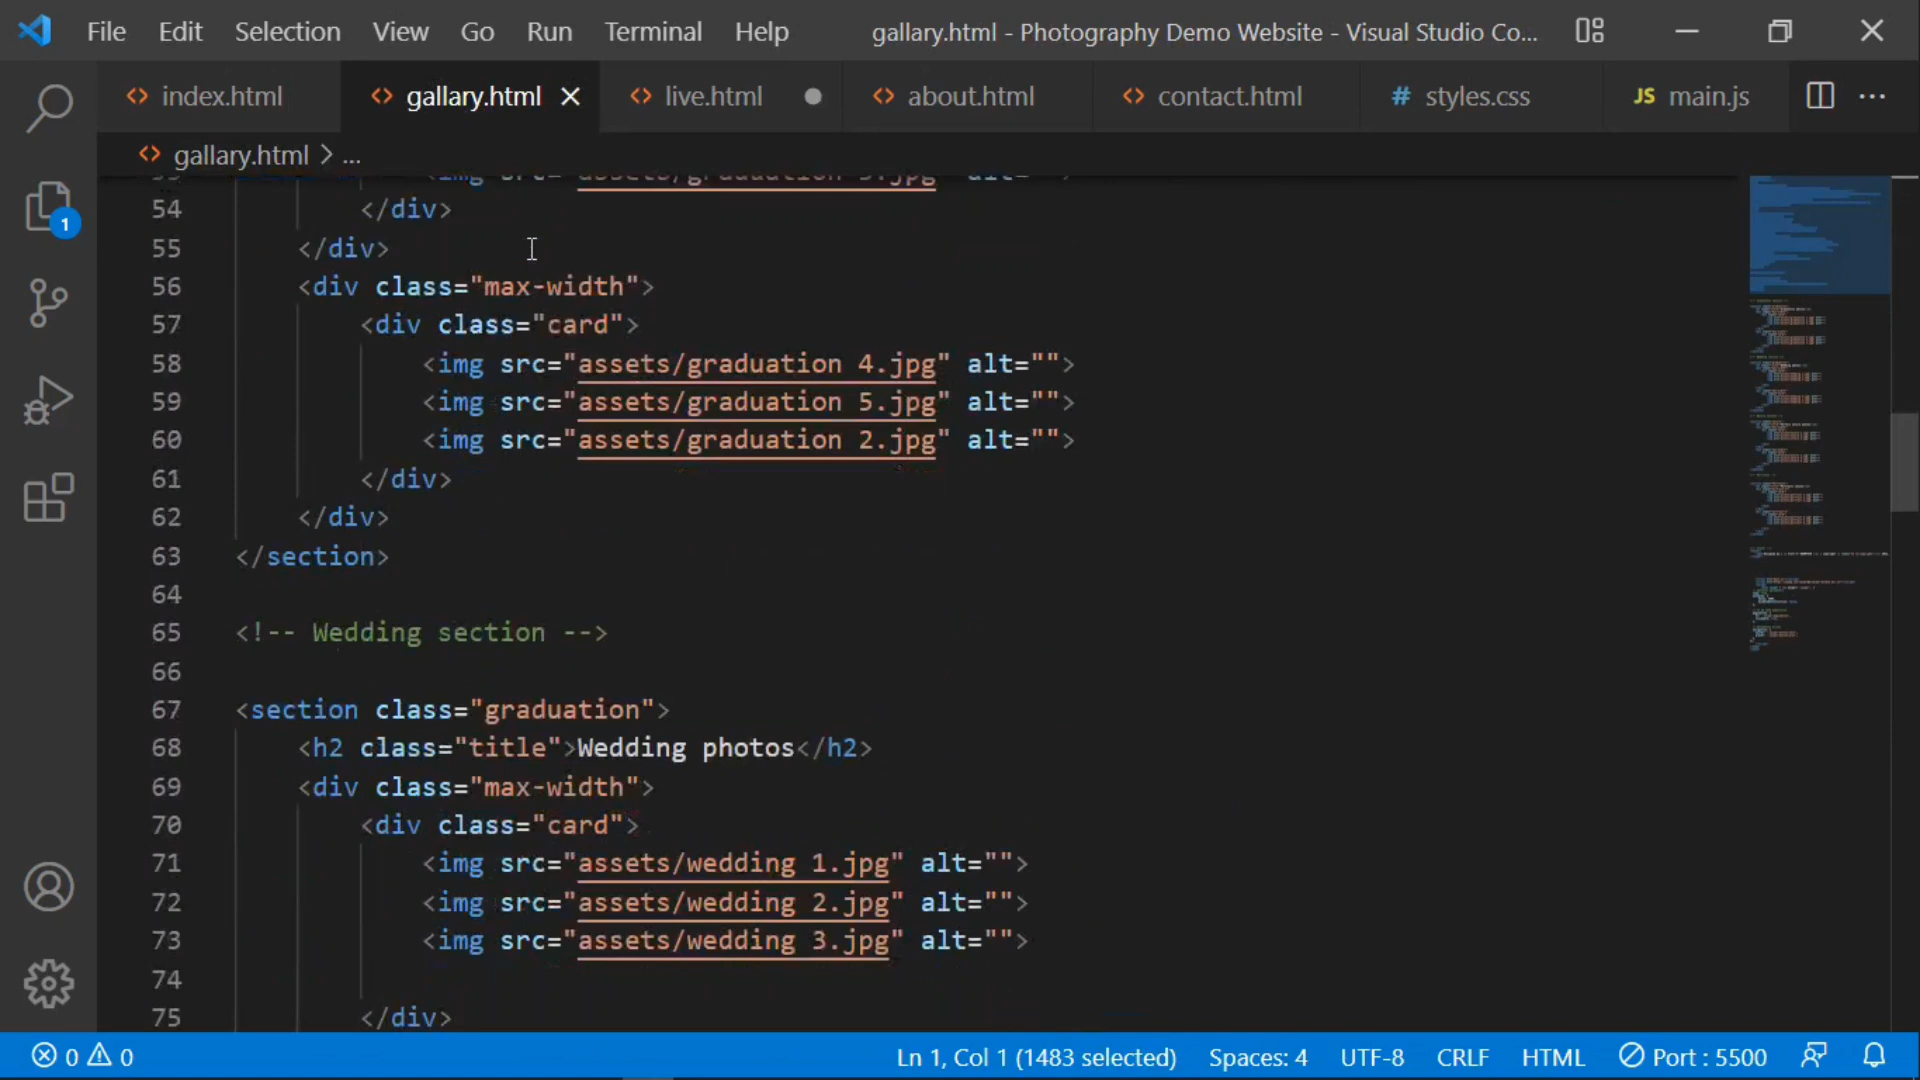 File Edit Selection View Go Run Terminal Help gallary.html - Photography Demo Website - Visual Studio Co...
index.html gallary.html live.html about.html contact.html # styles.css JS main.js
gallary.html > ...
54 </div>
55 </div>
56 <div class="max-width">
57 <div class="card">
58 <img src="assets/graduation 4.jpg" alt="">
59 <img src="assets/graduation 5.jpg" alt="">
60 <img src="assets/graduation 2.jpg" alt="">
61 </div>
62 </div>
63 </section>
64
65 <!-- Wedding section -->
66
67 <section class="graduation">
68 <h2 class="title">Wedding photos</h2>
69 <div class="max-width">
70 <div class="card">
71 <img src="assets/wedding 1.jpg" alt="">
72 <img src="assets/wedding 2.jpg" alt="">
73 <img src="assets/wedding 3.jpg" alt="">
74
75 </div>
1
0 0 Ln 1, Col 1 (1483 selected) Spaces: 4 UTF-8 CRLF HTML Port : 5500